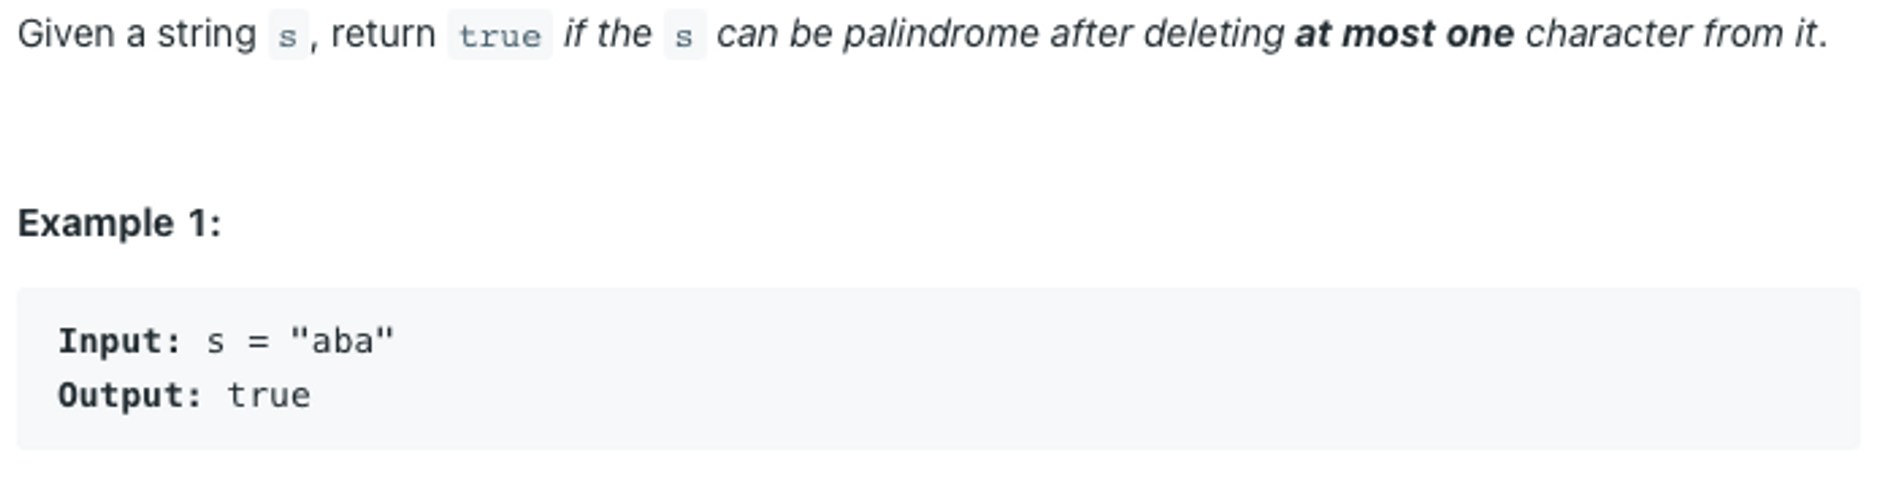 Given a string s, return true if the s can be palindrome after deleting at most one character from it.
Example 1:
Input: s = "aba"
Output: true